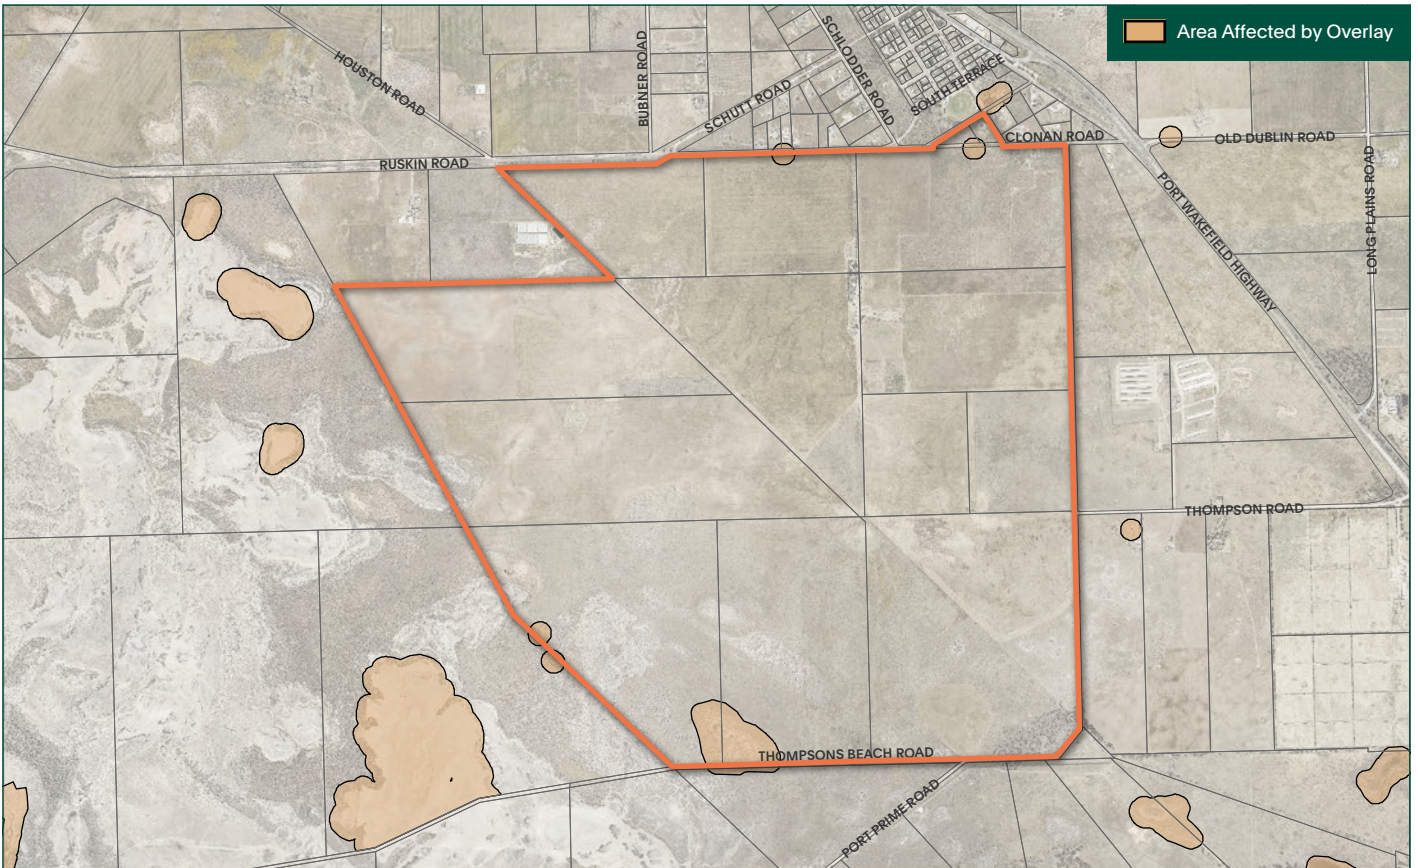 Area Affected by Overlay
HOUSTON ROAD
BUBNER ROAD
SCHUTT ROAD
SCHLODDER ROAD
SOUTH TERRACE
CLONAN ROAD
OLD DUBLIN ROAD
RUSKIN ROAD
PORT WAKEFIELD HIGHWAY
LONG PLAINS ROAD
THOMPSON ROAD
THOMPSONS BEACH ROAD
PORT PRIME ROAD